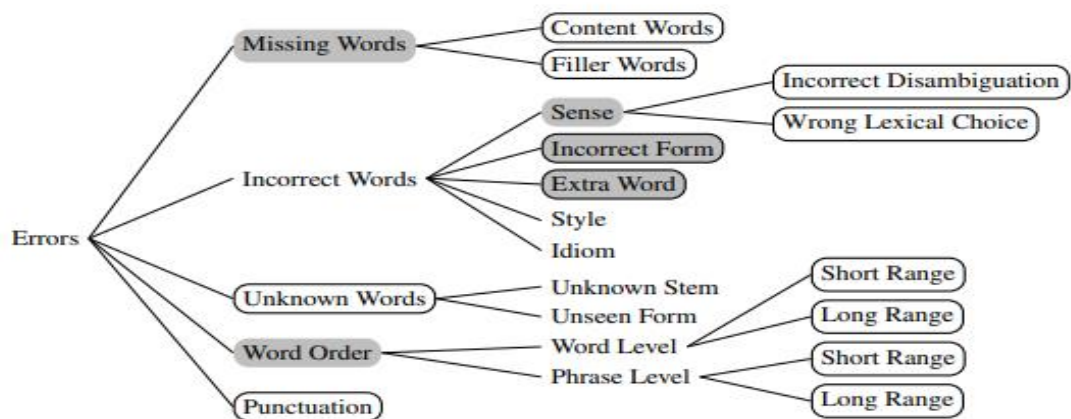 Errors
Missing Words
Content Words
Filler Words
Incorrect Words
Sense
Incorrect Disambiguation
Wrong Lexical Choice
Incorrect Form
Extra Word
Style
Idiom
Unknown Words
Unknown Stem
Unseen Form
Word Order
Word Level
Short Range
Long Range
Phrase Level
Short Range
Long Range
Punctuation